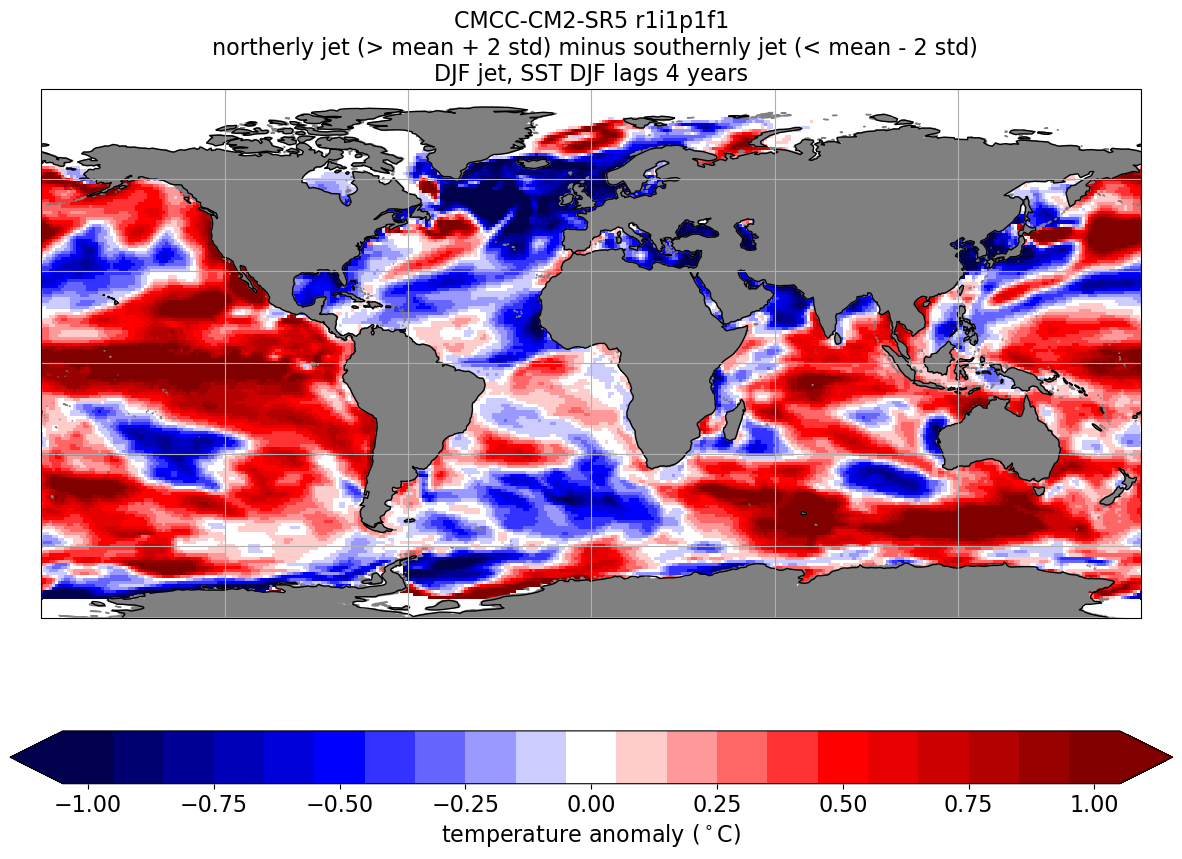 CMCC-CM2-SR5 r1i1p1f1
northerly jet (> mean + 2 std) minus southernly jet (< mean - 2 std)
DJF jet, SST DJF lags 4 years
−1.00 −0.75 −0.50 −0.25 0.00 0.25 0.50 0.75 1.00
temperature anomaly (°C)